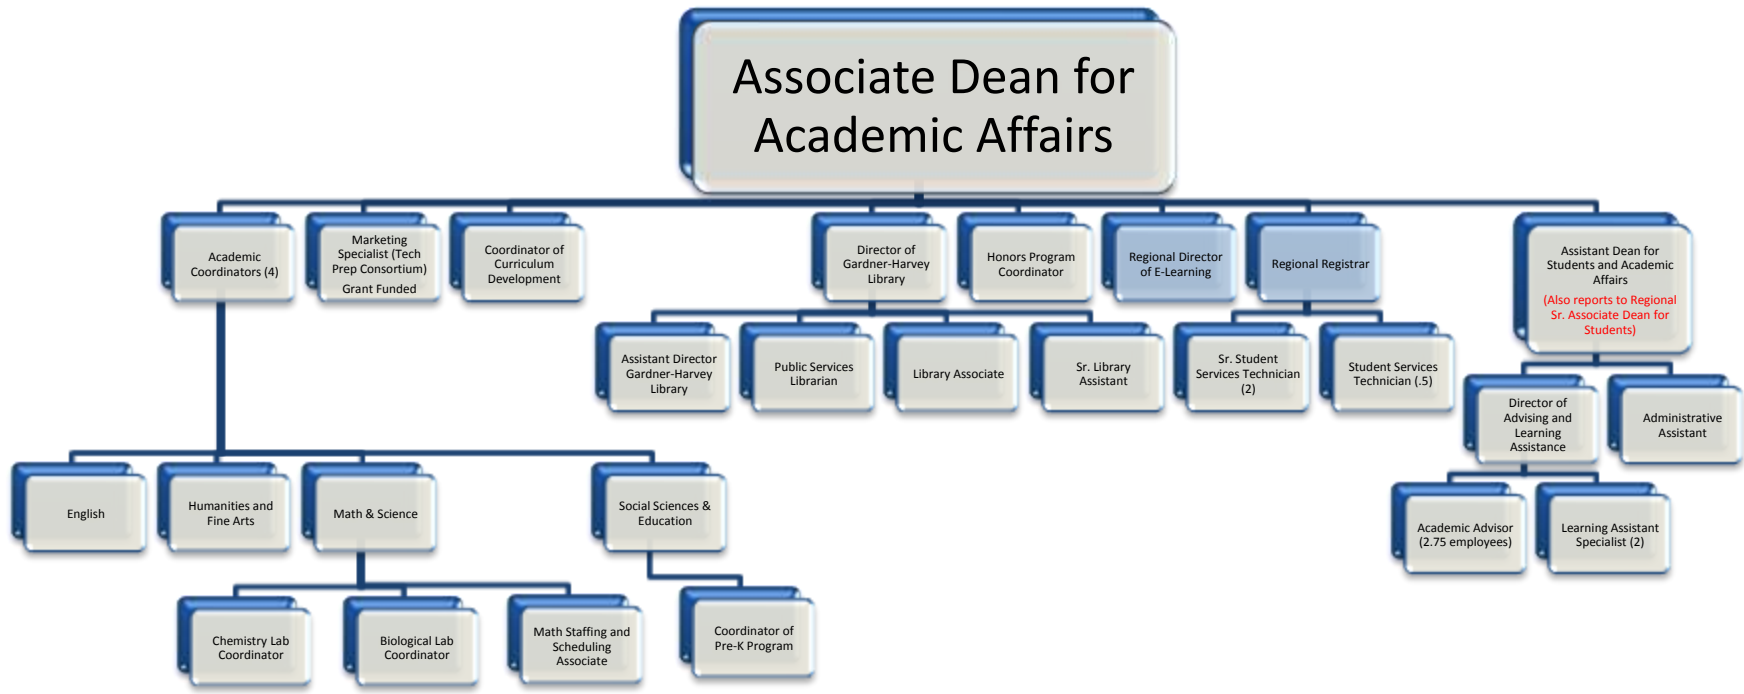 Associate Dean for
Academic Affairs
Academic
Coordinators (4)
Marketing
Specialist (Tech
Prep Consortium)
Grant Funded
Coordinator of
Curriculum
Development
Director of
Gardner-Harvey
Library
Honors Program
Coordinator
Regional Director
of E-Learning
Regional Registrar
Assistant Dean for
Students and Academic
Affairs
(Also reports to Regional
Sr. Associate Dean for
Students)
Assistant Director
Gardner-Harvey
Library
Public Services
Librarian
Library Associate
Sr. Library
Assistant
Sr. Student
Services Technician
(2)
Student Services
Technician (.5)
Director of
Advising and
Learning
Assistance
Administrative
Assistant
English
Humanities and
Fine Arts
Math & Science
Social Sciences &
Education
Academic Advisor
(2.75 employees)
Learning Assistant
Specialist (2)
Chemistry Lab
Coordinator
Biological Lab
Coordinator
Math Staffing and
Scheduling
Associate
Coordinator of
Pre-K Program